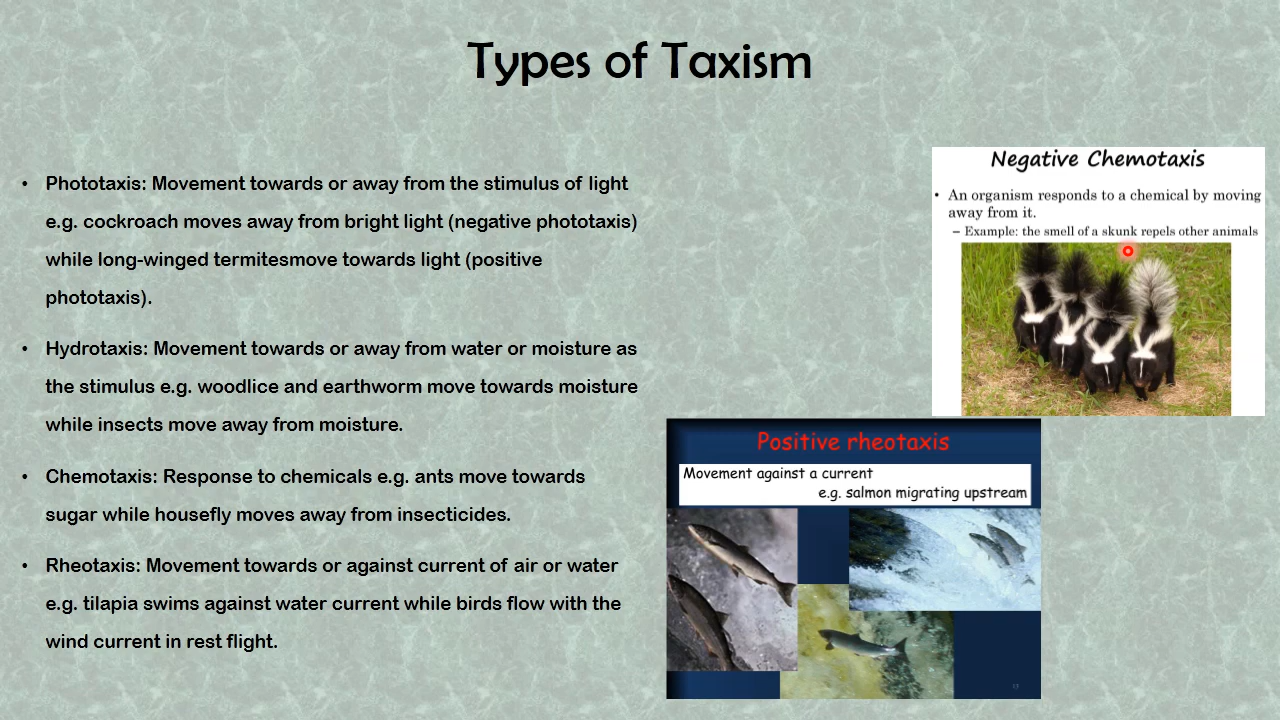 Types of Taxism
• Phototaxis: Movement towards or away from the stimulus of light
e.g. cockroach moves away from bright light (negative phototaxis)
while long-winged termitesmove towards light (positive
phototaxis).
• Hydrotaxis: Movement towards or away from water or moisture as
the stimulus e.g. woodlice and earthworm move towards moisture
while insects move away from moisture.
• Chemotaxis: Response to chemicals e.g. ants move towards
sugar while housefly moves away from insecticides.
• Rheotaxis: Movement towards or against current of air or water
e.g. tilapia swims against water current while birds flow with the
wind current in rest flight.
Negative Chemotaxis
• An organism responds to a chemical by moving
away from it.
– Example: the smell of a skunk repels other animals
Positive rheotaxis
Movement against a current
e.g. salmon migrating upstream